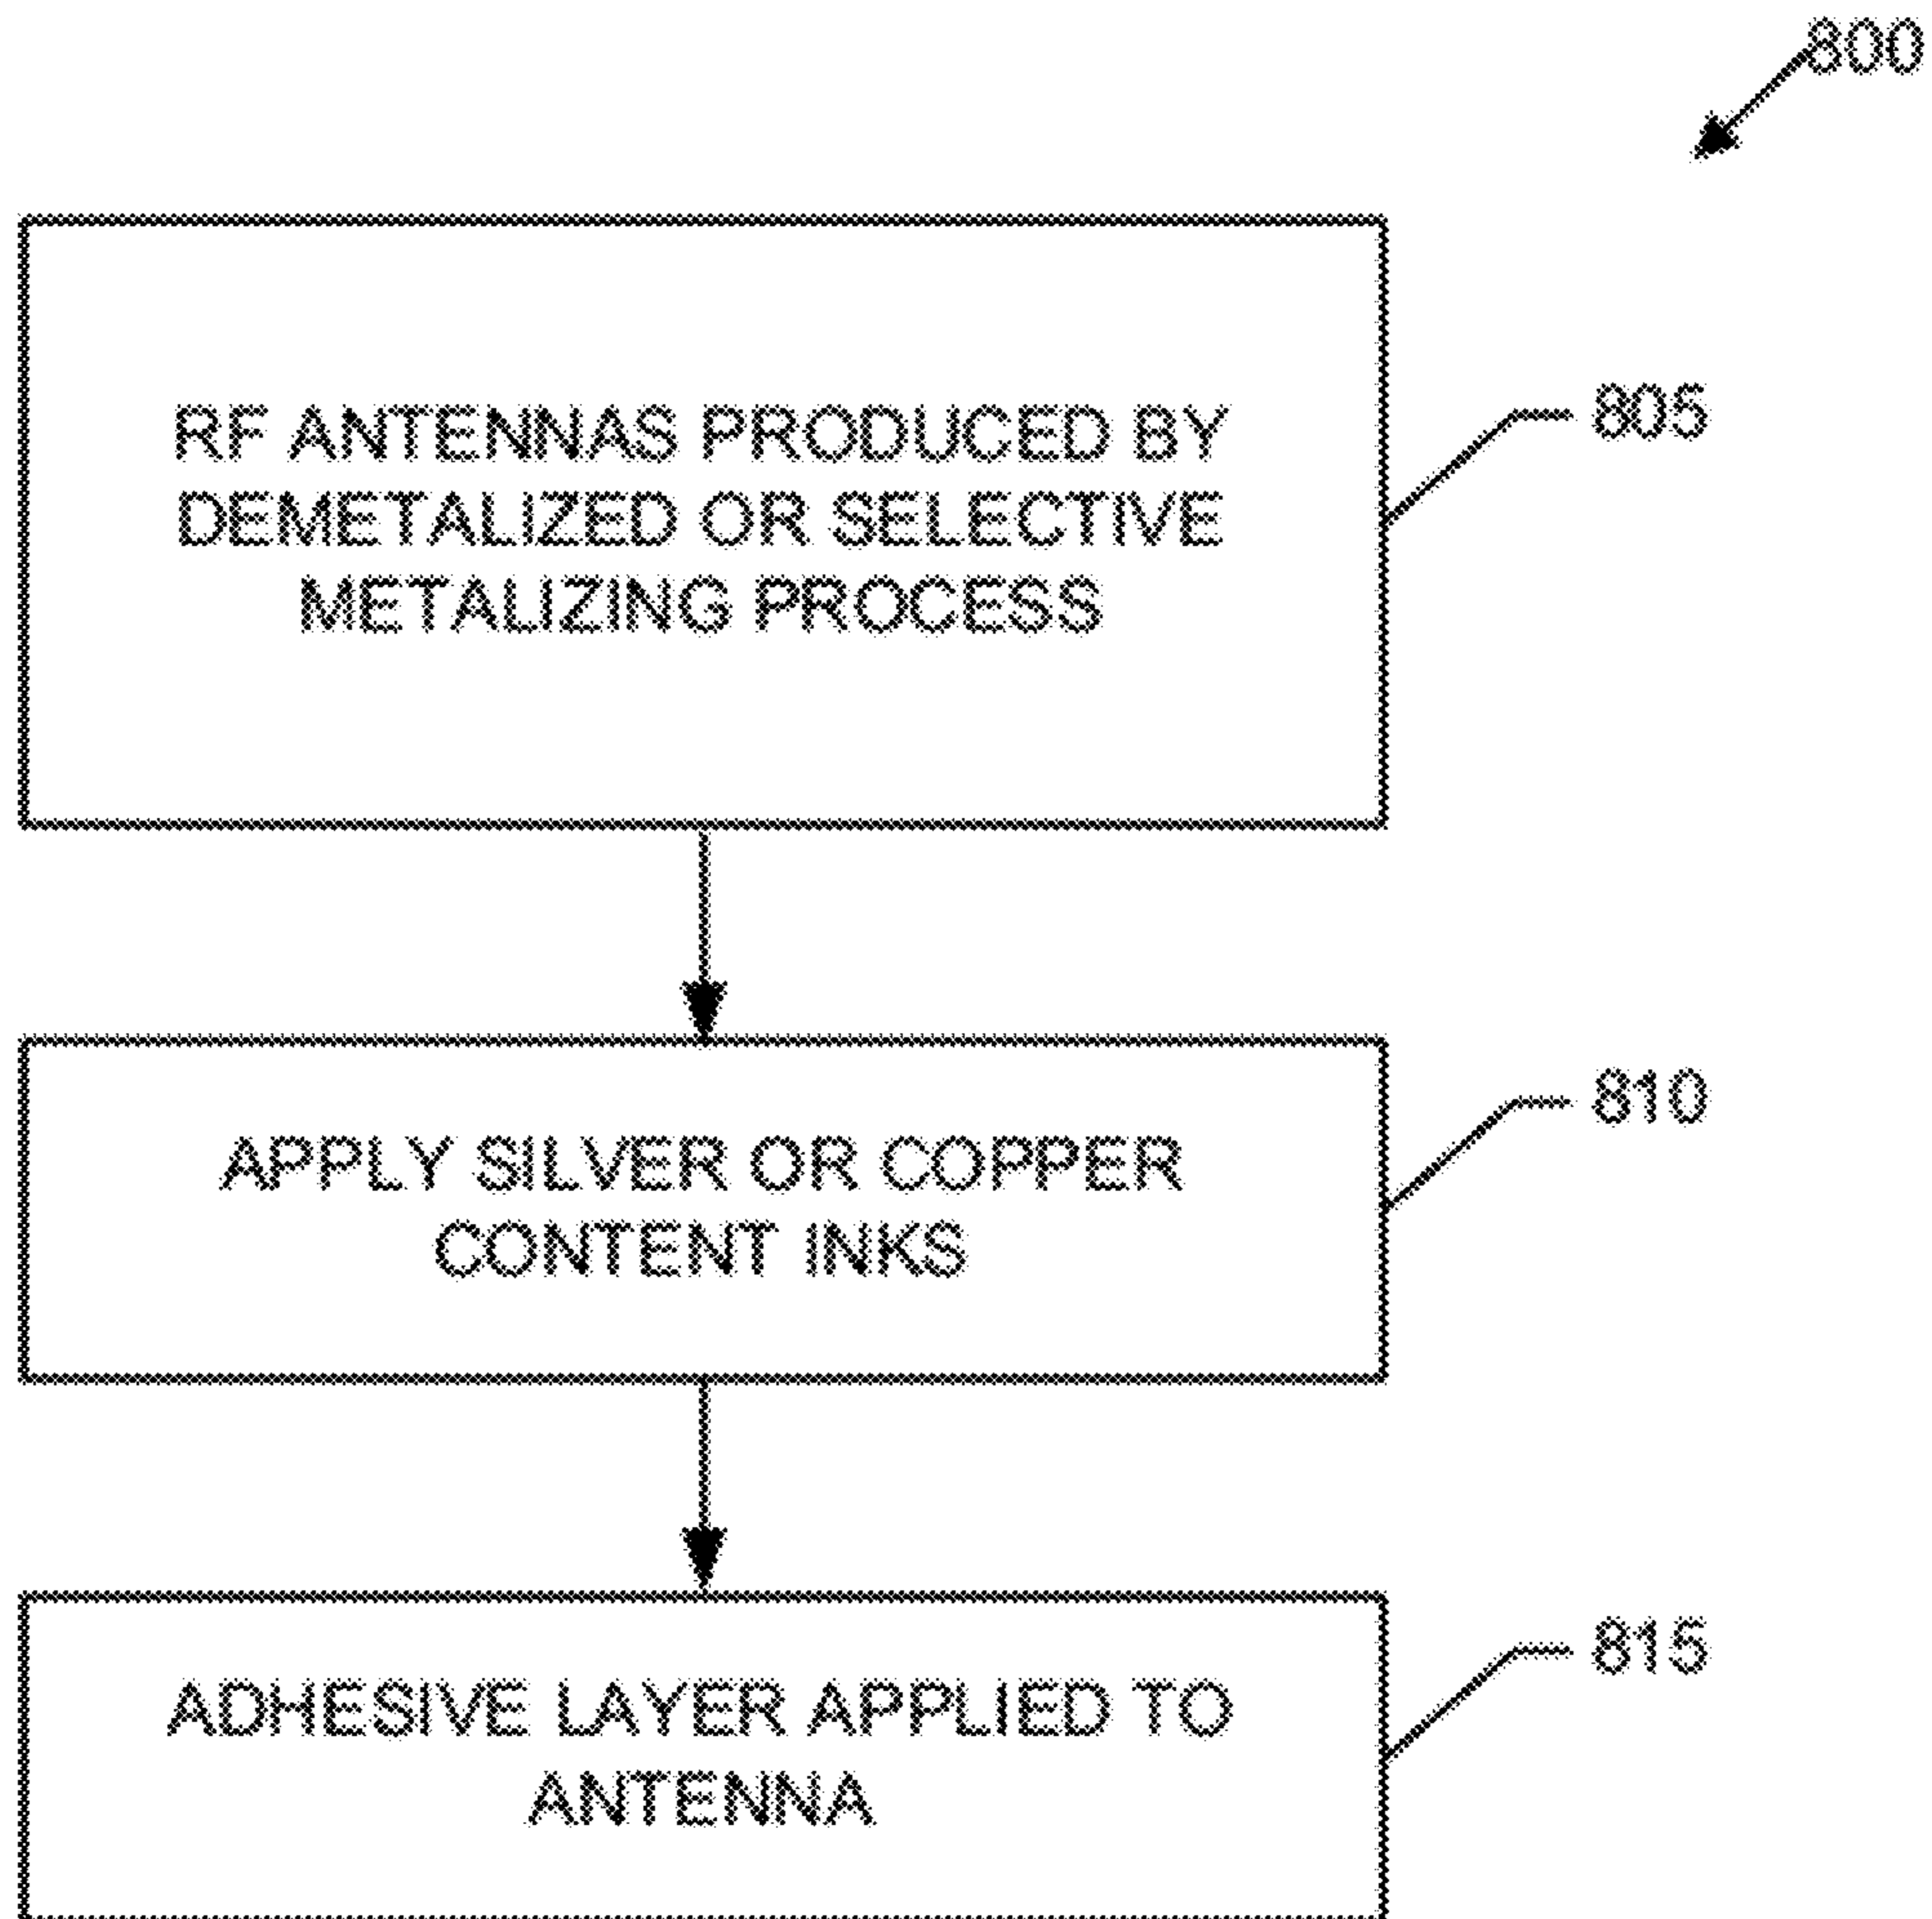 800
RF ANTENNAS PRODUCED BY
DEMETALIZED OR SELECTIVE
METALIZING PROCESS
805
APPLY SILVER OR COPPER
CONTENT INKS
810
ADHESIVE LAYER APPLIED TO
ANTENNA
815